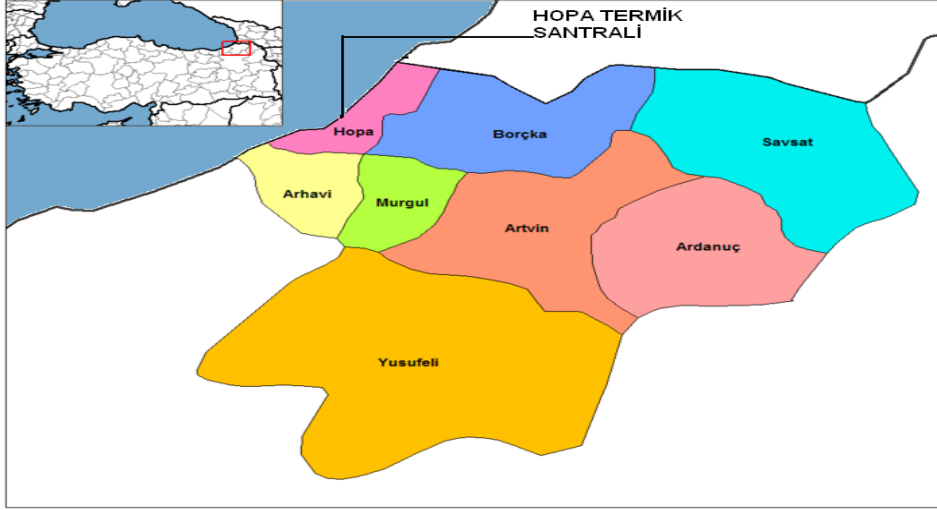 HOPA TERMİK
SANTRALİ
Hopa
Borçka
Savsat
Arhavi
Murgul
Artvin
Ardanuç
Yusufeli